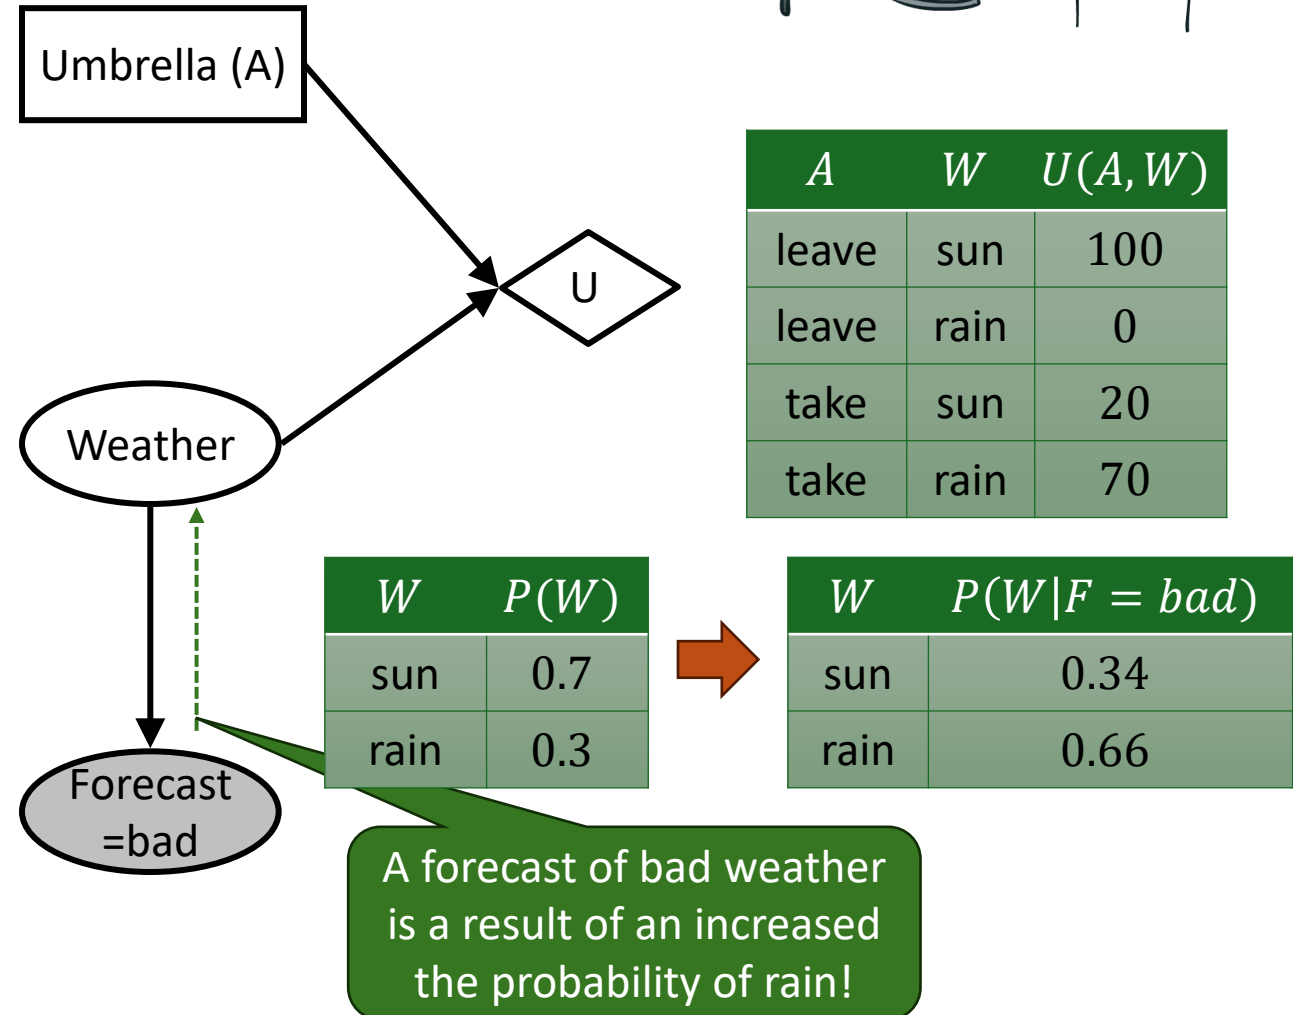 Umbrella (A)
U
Weather
Forecast
=bad
A W U(A,W)
leave sun 100
leave rain 0
take sun 20
take rain 70
W P(W)
sun 0.7
rain 0.3
W P(W|F = bad)
sun 0.34
rain 0.66
A forecast of bad weather
is a result of an increased
the probability of rain!